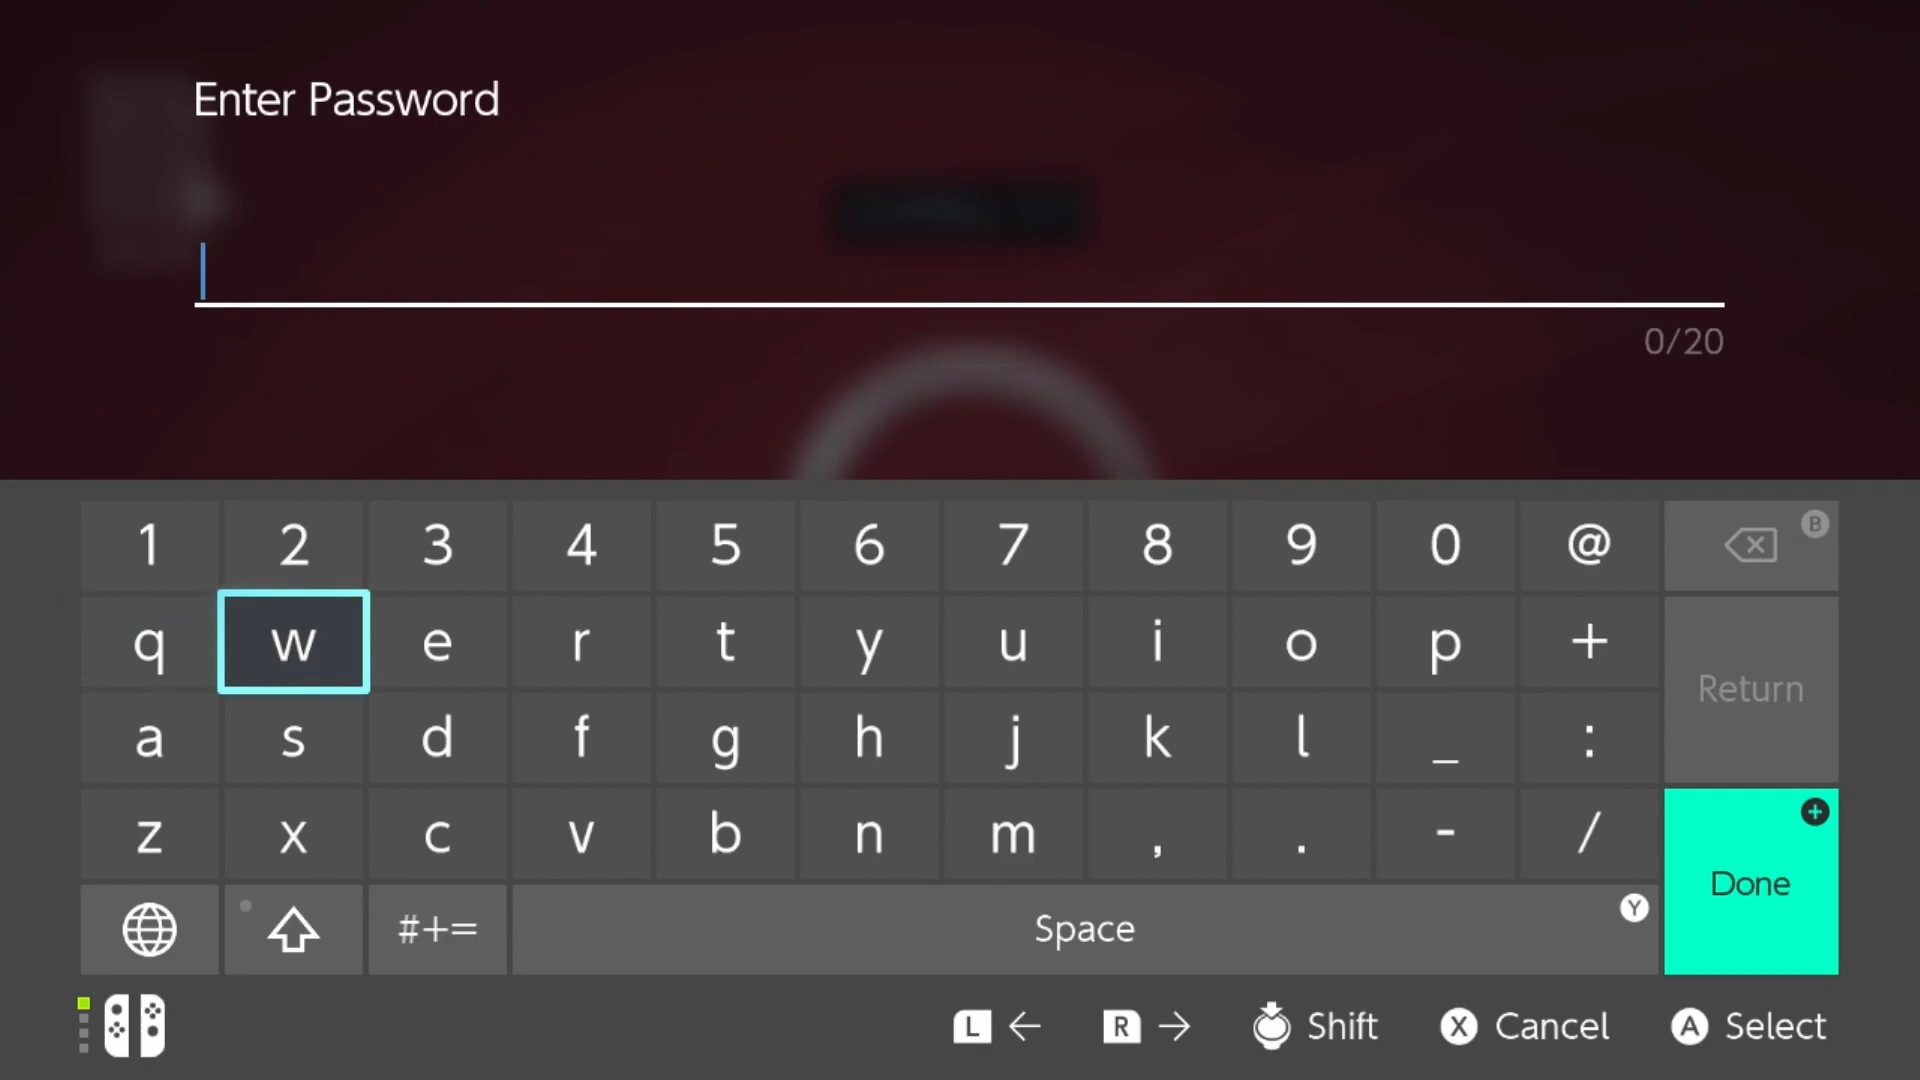 Enter Password
0/20
1 2 3 4 5 6 7 8 9 0 @ B
q w e r t y u i o p +
Return
a s d f g h j k l _ :
z x c v b n m , . - / +
Done
#+= Space Y
L ← R → Shift X Cancel A Select